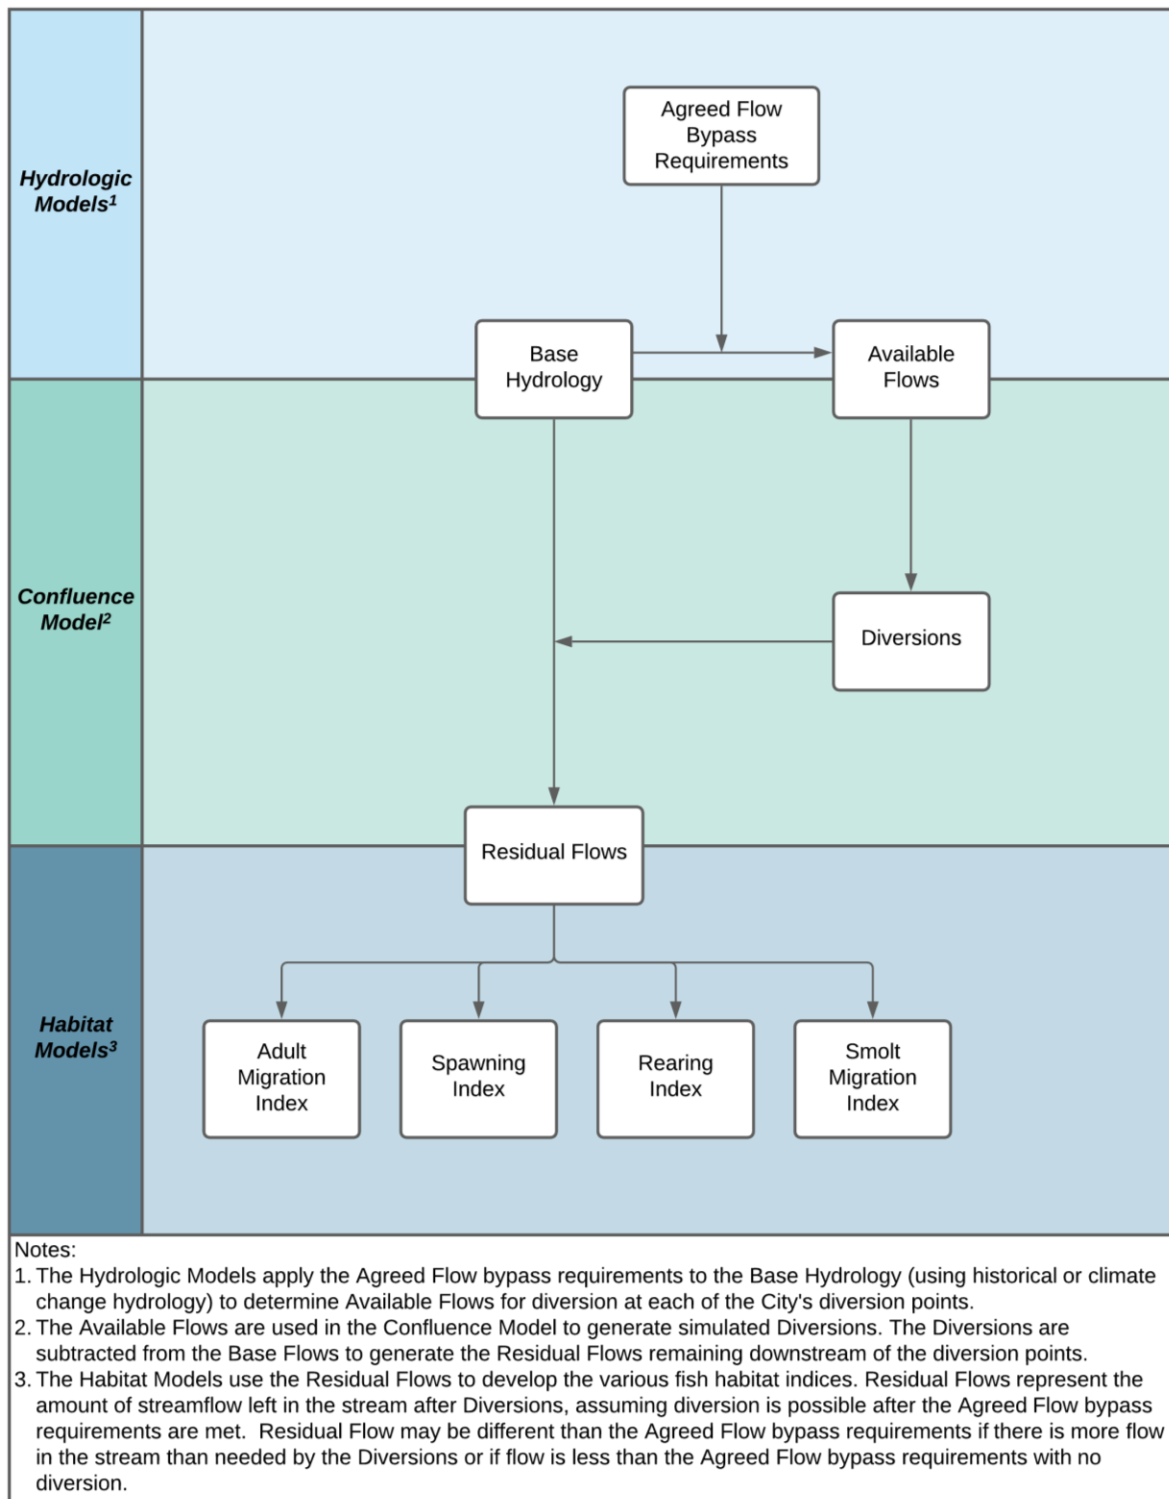 Agreed Flow
Bypass
Requirements
Hydrologic
Models¹
Base
Hydrology
Available
Flows
Confluence
Model²
Diversions
Residual Flows
Habitat
Models³
Adult
Migration
Index
Spawning
Index
Rearing
Index
Smolt
Migration
Index
Notes:
1. The Hydrologic Models apply the Agreed Flow bypass requirements to the Base Hydrology (using historical or climate
change hydrology) to determine Available Flows for diversion at each of the City's diversion points.
2. The Available Flows are used in the Confluence Model to generate simulated Diversions. The Diversions are
subtracted from the Base Flows to generate the Residual Flows remaining downstream of the diversion points.
3. The Habitat Models use the Residual Flows to develop the various fish habitat indices. Residual Flows represent the
amount of streamflow left in the stream after Diversions, assuming diversion is possible after the Agreed Flow bypass
requirements are met. Residual Flow may be different than the Agreed Flow bypass requirements if there is more flow
in the stream than needed by the Diversions or if flow is less than the Agreed Flow bypass requirements with no
diversion.